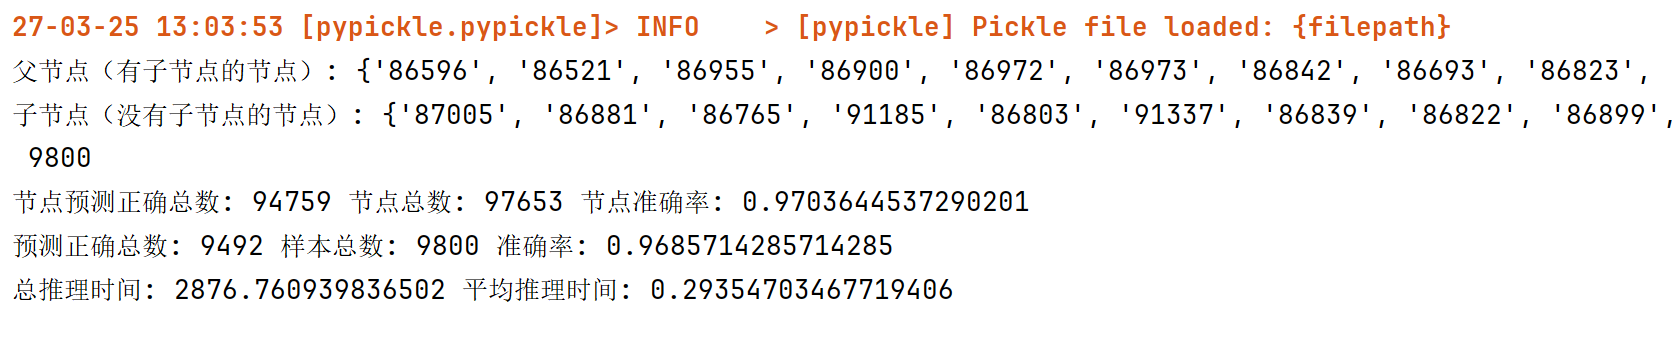 27-03-25 13:03:53 [pypickle.pypickle]> INFO    > [pypickle] Pickle file loaded: {filepath}
父节点（有子节点的节点）: {'86596', '86521', '86955', '86900', '86972', '86973', '86842', '86693', '86823',
子节点（没有子节点的节点）: {'87005', '86881', '86765', '91185', '86803', '91337', '86839', '86822', '86899',
9800
节点预测正确总数: 94759 节点总数: 97653 节点准确率: 0.9703644537290201
预测正确总数: 9492 样本总数: 9800 准确率: 0.9685714285714285
总推理时间: 2876.760939836502 平均推理时间: 0.29354703467719406